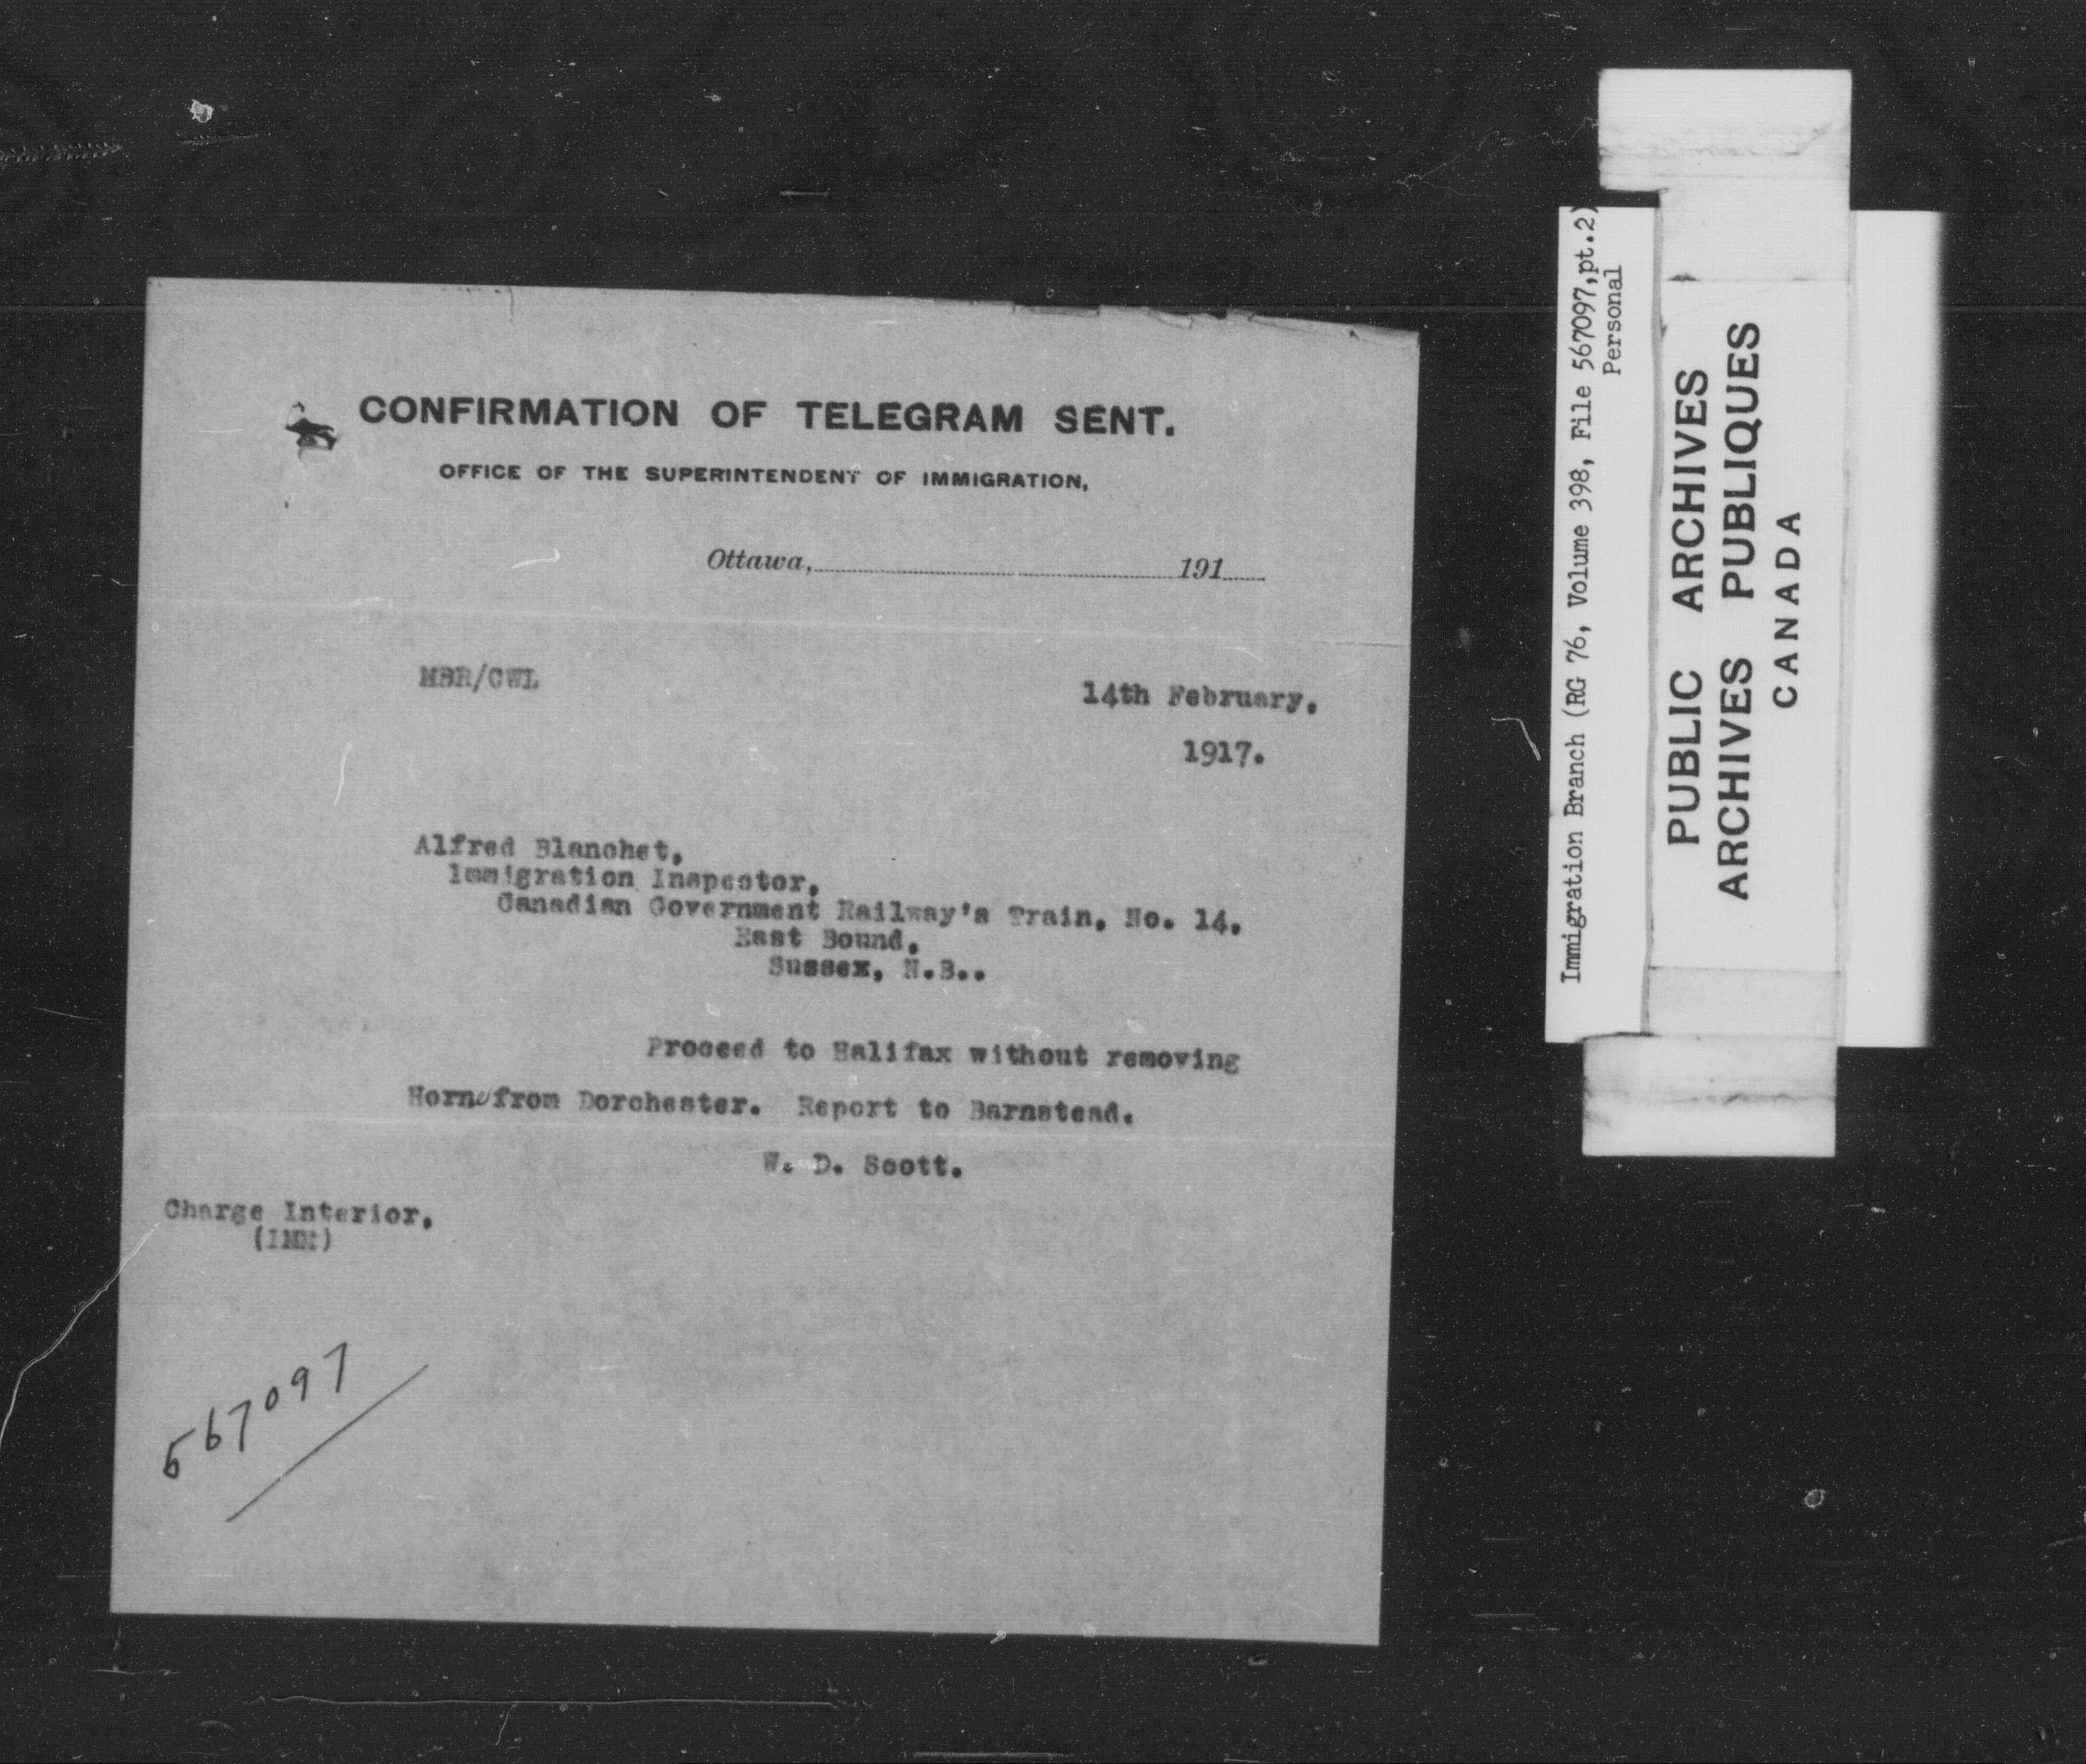 CONFIRMATION OF TELEGRAM SENT.
OFFICE OF THE SUPERINTENDENT OF IMMIGRATION,
Ottawa, 191
MBR/CWL
14th February,
1917.
Alfred Blanchet,
Immigration Inspector,
Canadian Government Railway's Train, No. 14,
East Bound,
Sussex, N.B..
Proceed to Halifax without removing
Horne from Dorchester. Report to Barnstead.
W. D. Scott.
Charge Interior,
(IMM)
567097
Immigration Branch (RG 76, Volume 398, File 567097,pt.2)
Personal
PUBLIC ARCHIVES
ARCHIVES PUBLIQUES
CANADA